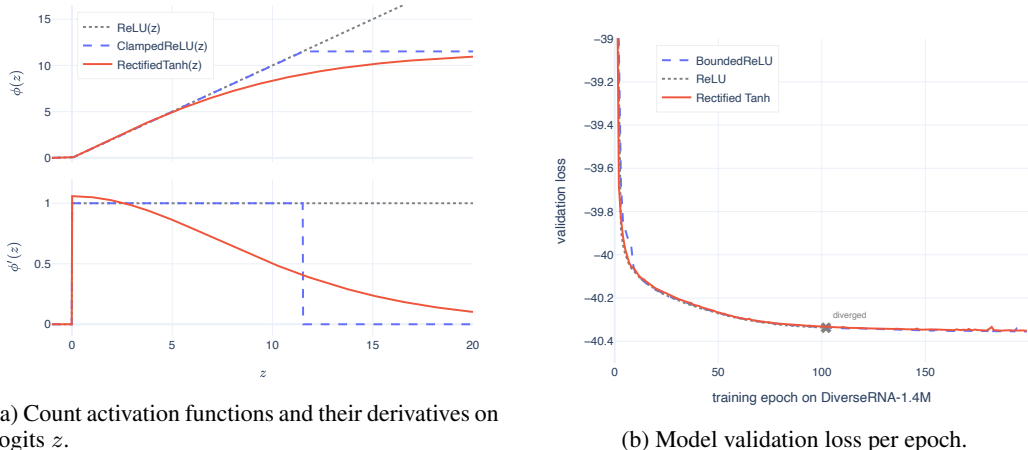 15
10
5
0
ϕ(z)
ReLU(z)
ClampedReLU(z)
RectifiedTanh(z)
1
0.5
0
ϕ′(z)
0
5
10
15
20
z
a) Count activation functions and their derivatives on
ogits z.
−39
−39.2
−39.4
−39.6
−39.8
−40
−40.2
−40.4
validation loss
BoundedReLU
ReLU
Rectified Tanh
diverged
0
50
100
150
training epoch on DiverseRNA-1.4M
(b) Model validation loss per epoch.